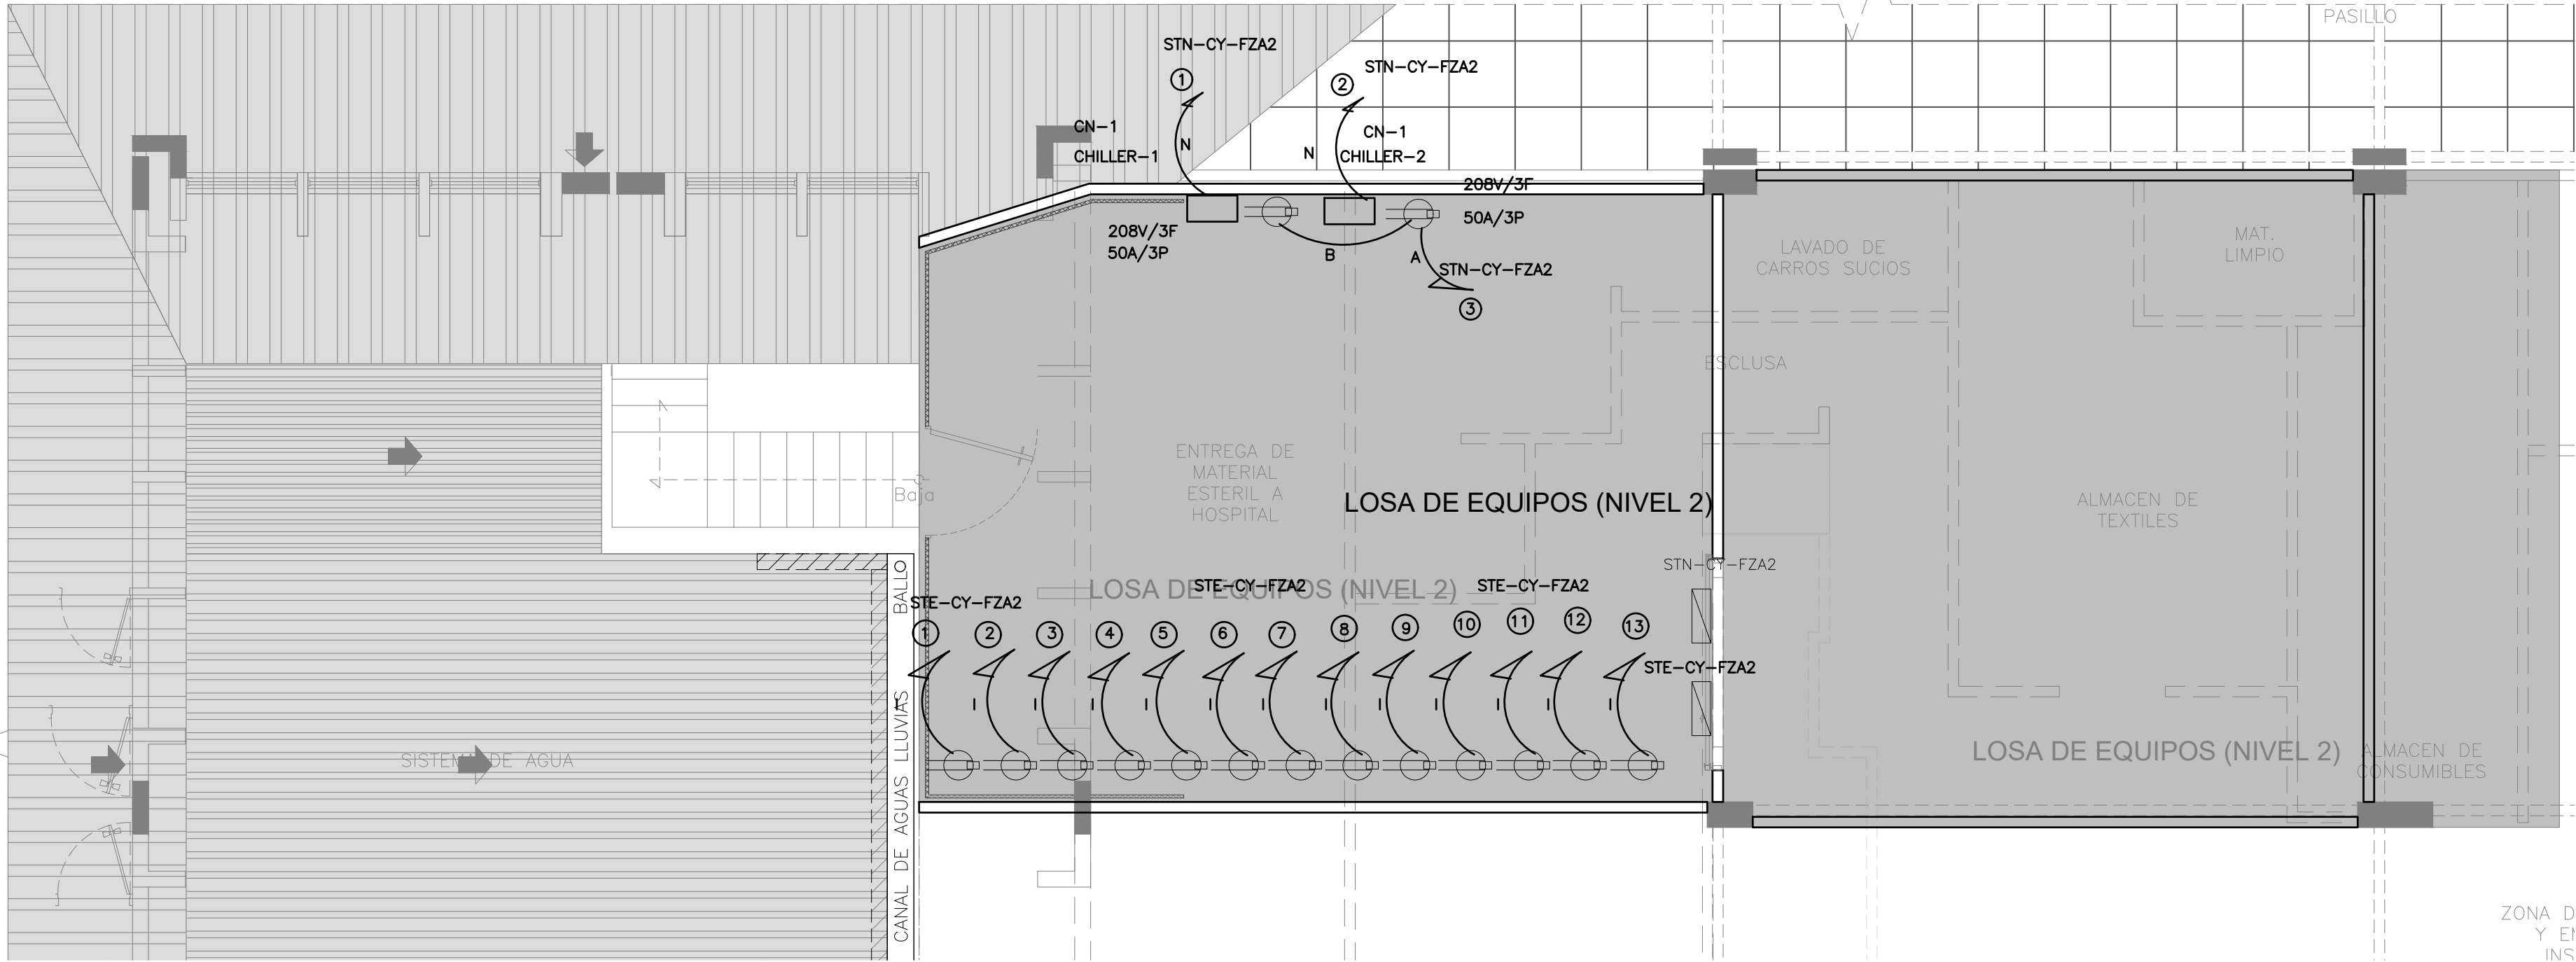 PASILLO
STN-CY-FZA2
1
STN-CY-FZA2
2
CN-1
CHILLER-1
N
N
CN-1
CHILLER-2
208V/3F
50A/3P
208V/3F
50A/3P
B
A
STN-CY-FZA2
3
LAVADO DE
CARROS SUCIOS
MAT.
LIMPIO
ESCLUSA
ENTREGA DE
MATERIAL
ESTERIL A
HOSPITAL
Baja
LOSA DE EQUIPOS (NIVEL 2)
ALMACEN DE
TEXTILES
STN-CY-FZA2
LOSA DE EQUIPOS (NIVEL 2)
STE-CY-FZA2
STE-CY-FZA2
STE-CY-FZA2
1 2 3 4 5 6 7 8 9 10 11 12 13
STE-CY-FZA2
I I I I I I I I I I I I I
SISTEMA DE AGUA
CANAL DE AGUAS LLUVIAS
BALLO
LOSA DE EQUIPOS (NIVEL 2)
ALMACEN DE
CONSUMIBLES
ZONA D
Y EM
INS